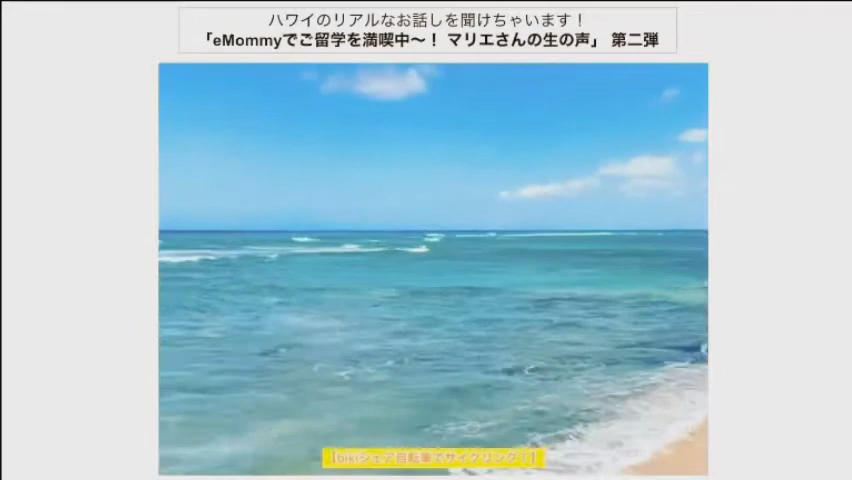 ハワイのリアルなお話しを聞けちゃいます！
「eMommyでご留学を満喫中〜！ マリエさんの生の声」 第二弾
【bikiシェア自転車でサイクリング！】